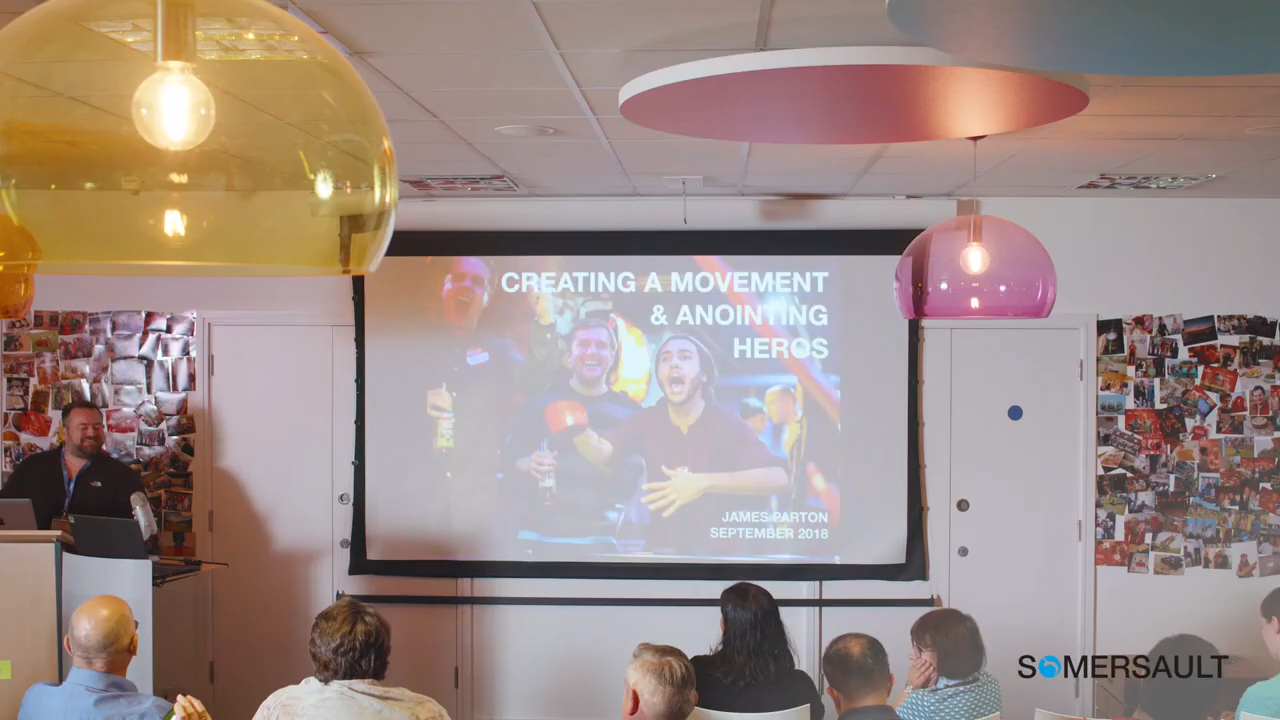 CREATING A MOVEMENT
& ANOINTING
HEROS
JAMES PARTON
SEPTEMBER 2018
SOMERSAULT